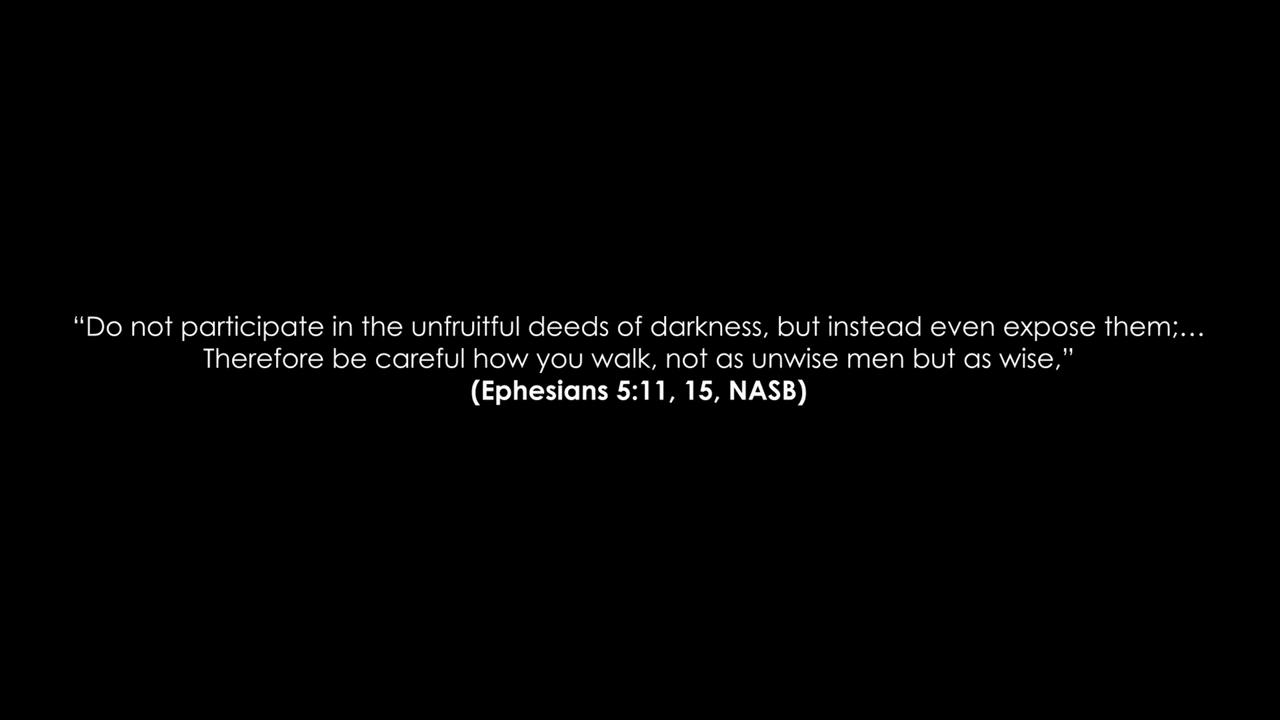 “Do not participate in the unfruitful deeds of darkness, but instead even expose them;…
Therefore be careful how you walk, not as unwise men but as wise,”
(Ephesians 5:11, 15, NASB)